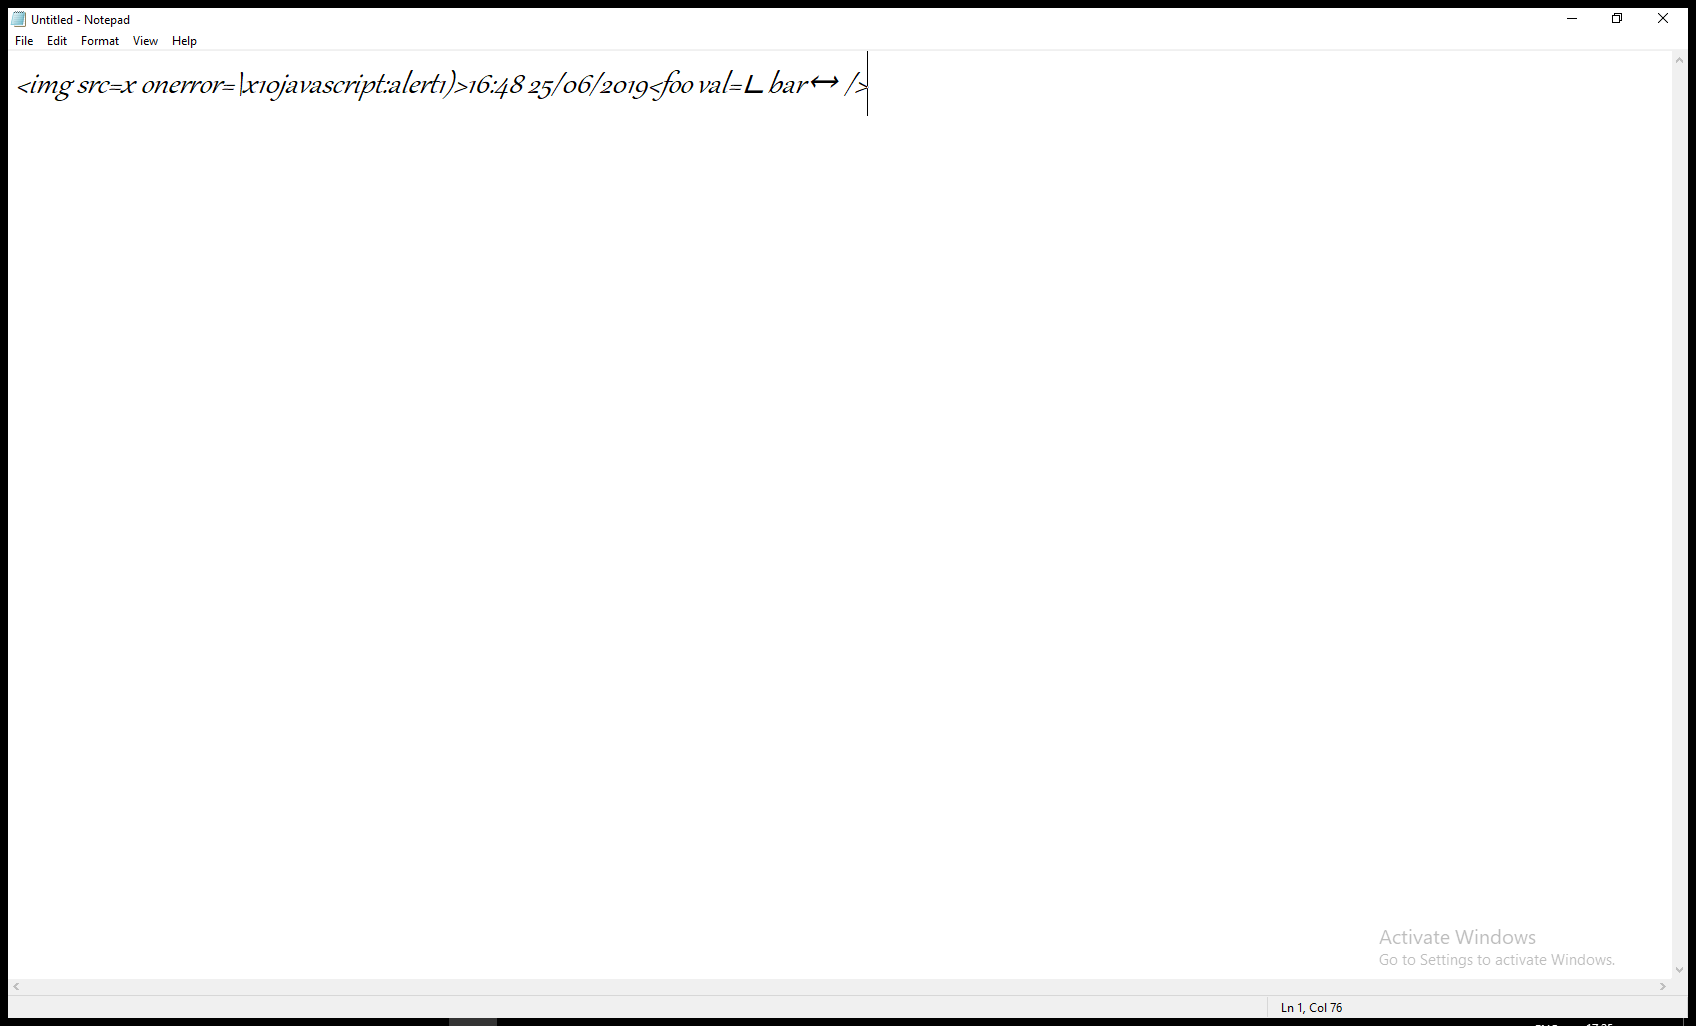 Untitled - Notepad
File Edit Format View Help
<img src=x onerror=\x10javascript:alert1)>16:48 25/06/2019<foo val=∟ bar↔ />
Activate Windows
Go to Settings to activate Windows.
Ln 1, Col 76